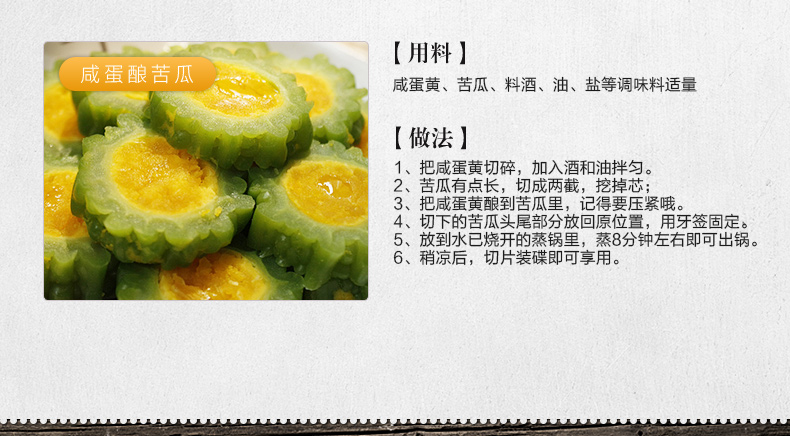 咸蛋酿苦瓜
【用料】
咸蛋黄、苦瓜、料酒、油、盐等调味料适量
【做法】
1、把咸蛋黄切碎，加入酒和油拌匀。
2、苦瓜有点长，切成两截，挖掉芯；
3、把咸蛋黄酿到苦瓜里，记得要压紧哦。
4、切下的苦瓜头尾部分放回原位置，用牙签固定。
5、放到水已烧开的蒸锅里，蒸8分钟左右即可出锅。
6、稍凉后，切片装碟即可享用。